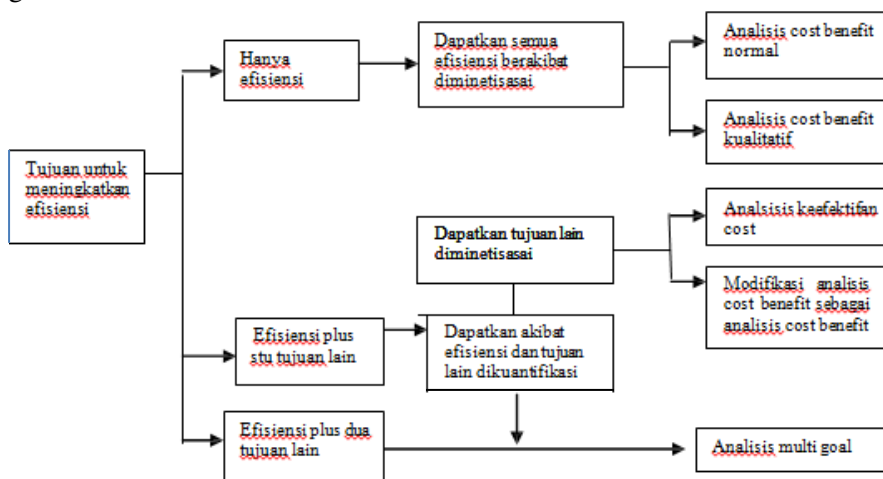 g
Hanya
efisiensi
Dapatkan semua
efisiensi berakibat
diminetisasai
Analisis cost benefit
normal
Analisis cost benefit
kualitatif
Tujuan untuk
meningkatkan
efisiensi
Dapatkan tujuan lain
diminetisasai
Analsisis keefektifan
cost
Modifikasi analisis
cost benefit sebagai
analisis cost benefit
Efisiensi plus
stu tujuan lain
Dapatkan akibat
efisiensi dan tujuan
lain dikuantifikasi
Efisiensi plus dua
tujuan lain
Analisis multi goal